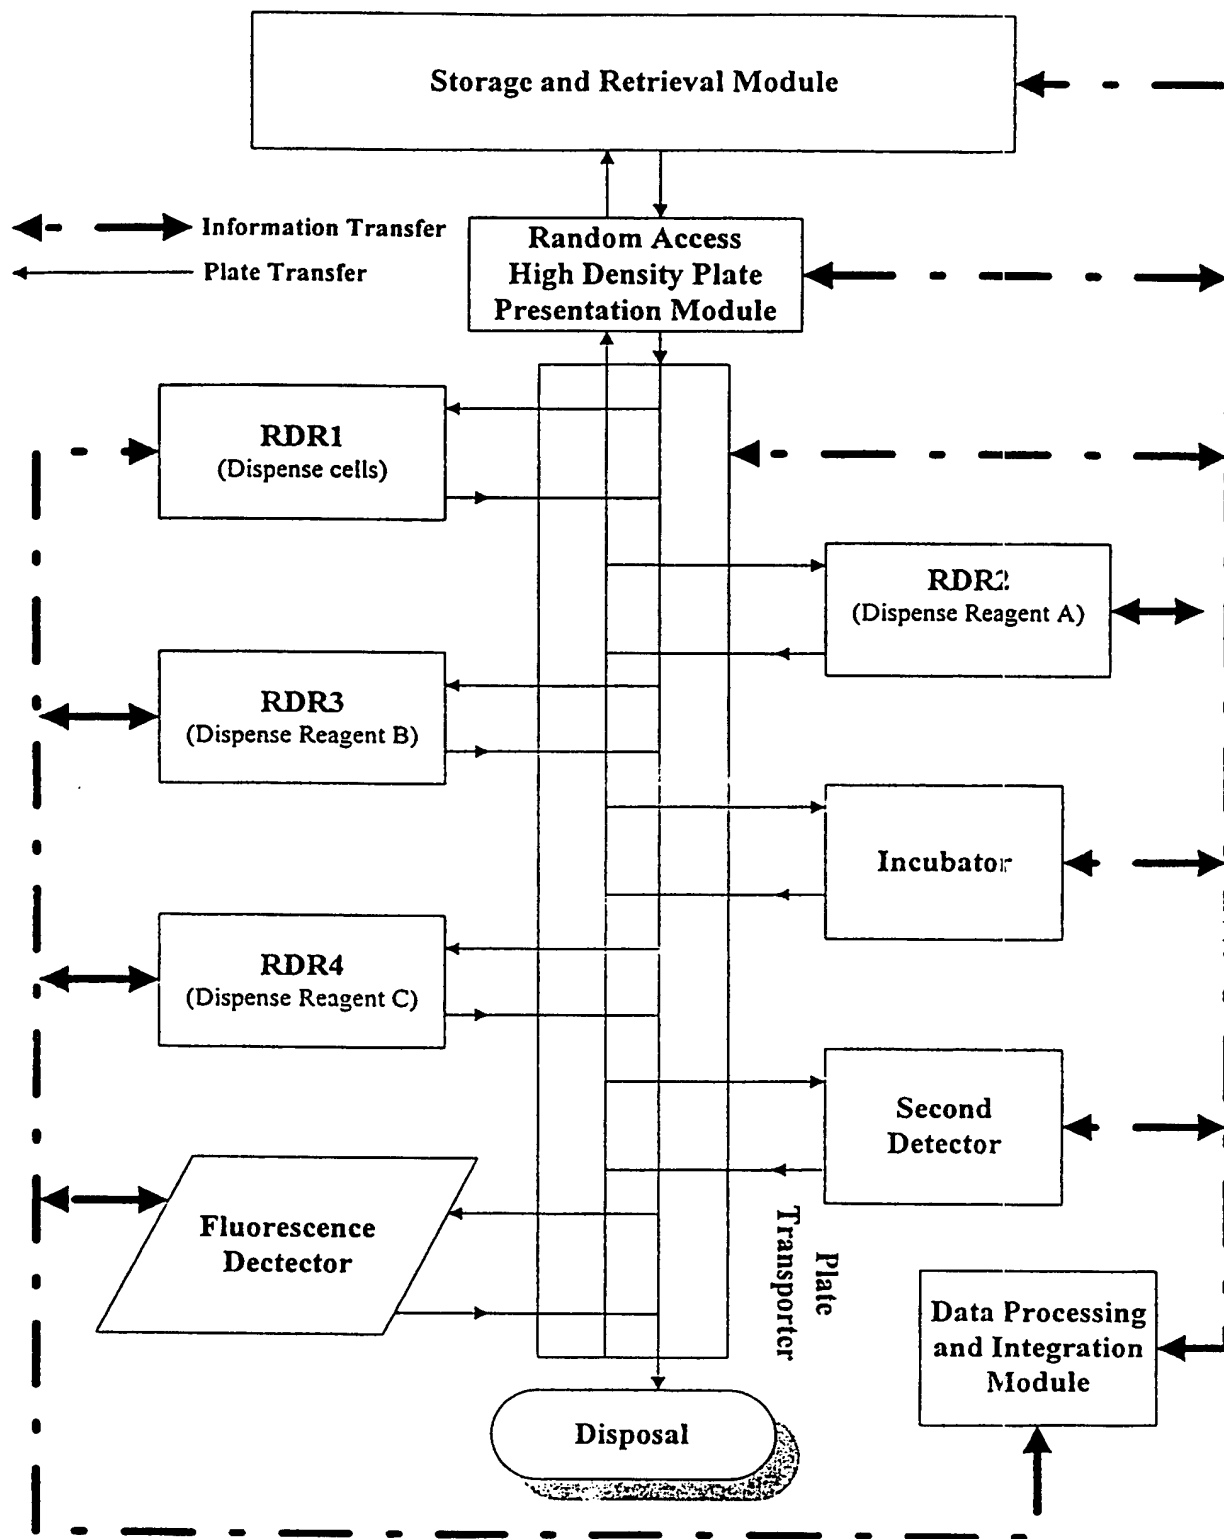 Storage and Retrieval Module
Information Transfer
Plate Transfer
Random Access
High Density Plate
Presentation Module
RDR1
(Dispense cells)
RDR2
(Dispense Reagent A)
RDR3
(Dispense Reagent B)
Incubator
RDR4
(Dispense Reagent C)
Second
Detector
Fluorescence
Dectector
Plate
Transporter
Data Processing
and Integration
Module
Disposal